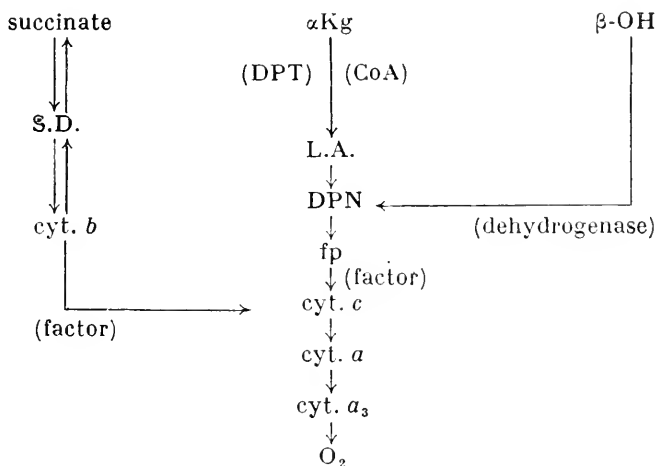 succinate αKg β-OH
(DPT) (CoA)
S.D.
L.A.
DPN
cyt. b (dehydrogenase)
fp
(factor)
cyt. c
(factor)
cyt. a
cyt. a₃
O₂